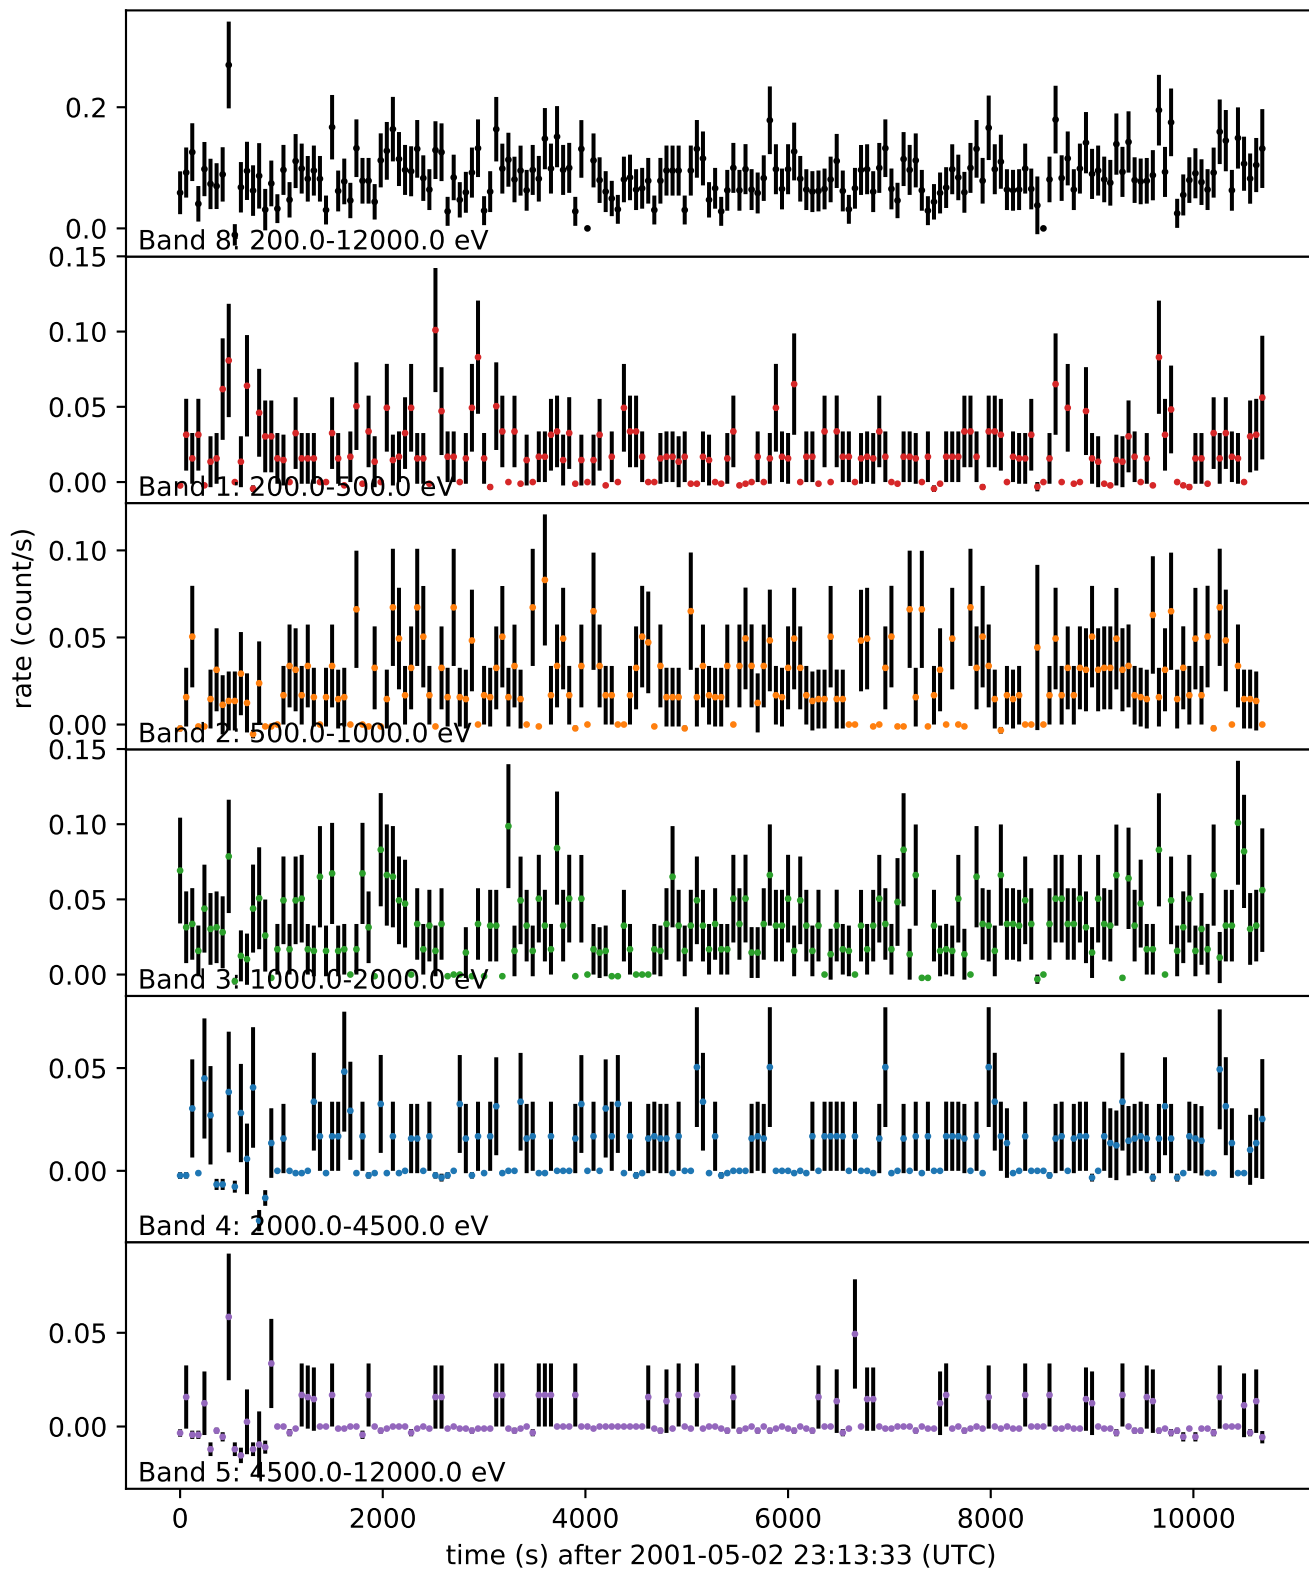 0.2
0.0
Band 8: 200.0-12000.0 eV
0.15
0.10
0.05
0.00
Band 1: 200.0-500.0 eV
0.10
0.05
0.00
Band 2: 500.0-1000.0 eV
rate (count/s)
0.15
0.10
0.05
0.00
Band 3: 1000.0-2000.0 eV
0.05
0.00
Band 4: 2000.0-4500.0 eV
0.05
0.00
Band 5: 4500.0-12000.0 eV
0 2000 4000 6000 8000 10000
time (s) after 2001-05-02 23:13:33 (UTC)